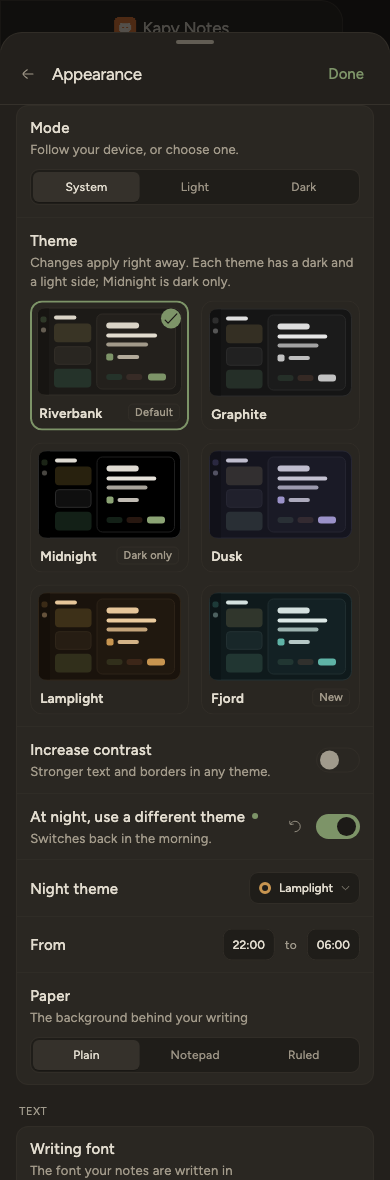 Kapy Notes
Appearance
Done
Mode
Follow your device, or choose one.
System
Light
Dark
Theme
Changes apply right away. Each theme has a dark and
a light side; Midnight is dark only.
Riverbank
Default
Graphite
Midnight
Dark only
Dusk
Lamplight
Fjord
New
Increase contrast
Stronger text and borders in any theme.
At night, use a different theme
Switches back in the morning.
Night theme
Lamplight
From
22:00
to
06:00
Paper
The background behind your writing
Plain
Notepad
Ruled
TEXT
Writing font
The font your notes are written in